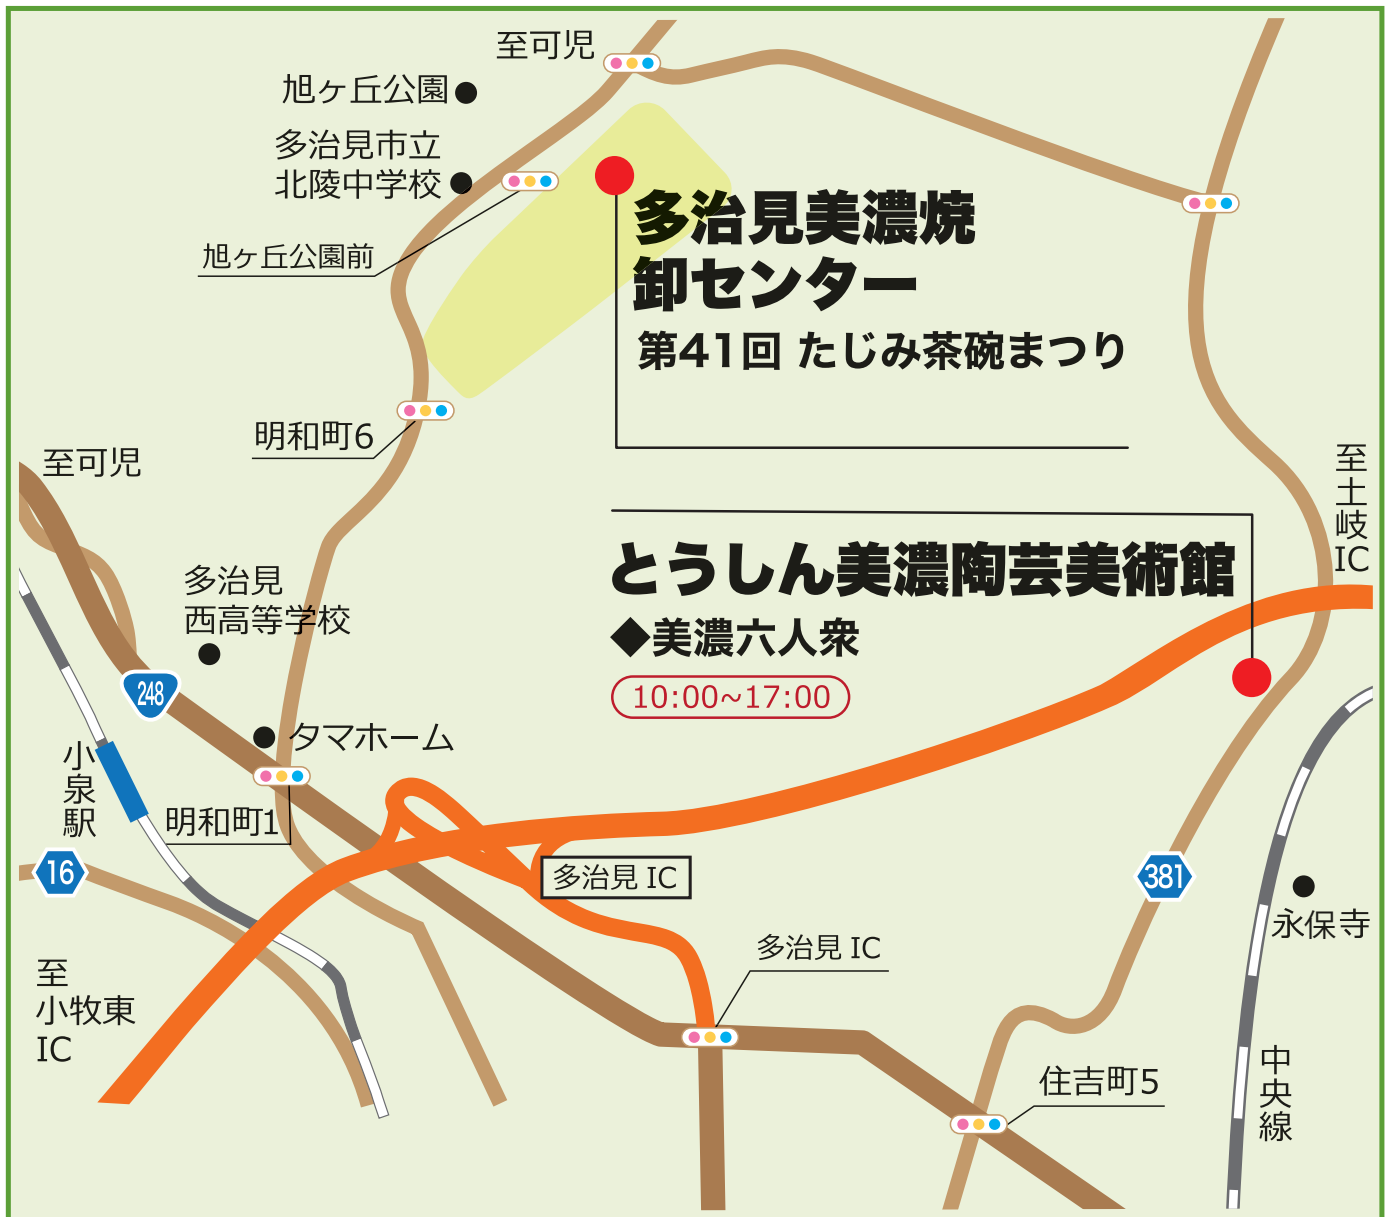 至可児
旭ヶ丘公園
多治見市立
北陵中学校
旭ヶ丘公園前
多治見美濃焼
卸センター
第41回 たじみ茶碗まつり
明和町6
至可児
至土岐IC
とうしん美濃陶芸美術館
◆美濃六人衆
10:00~17:00
多治見
西高等学校
248
タマホーム
小泉駅
明和町1
16
多治見 IC
381
永保寺
多治見 IC
至
小牧東
IC
住吉町5
中央線